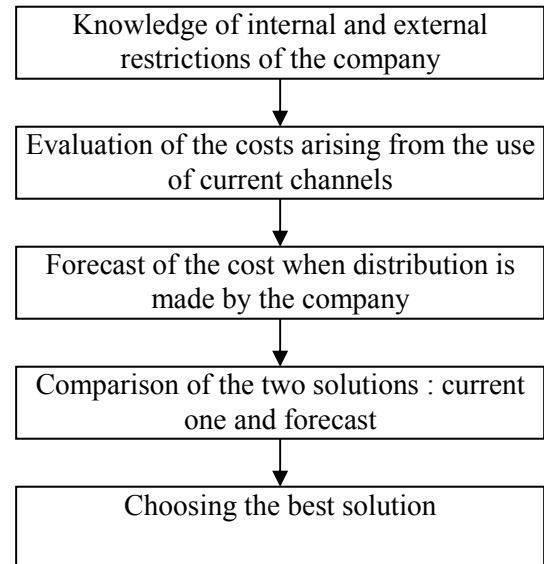 Knowledge of internal and external
restrictions of the company
Evaluation of the costs arising from the use
of current channels
Forecast of the cost when distribution is
made by the company
Comparison of the two solutions : current
one and forecast
Choosing the best solution